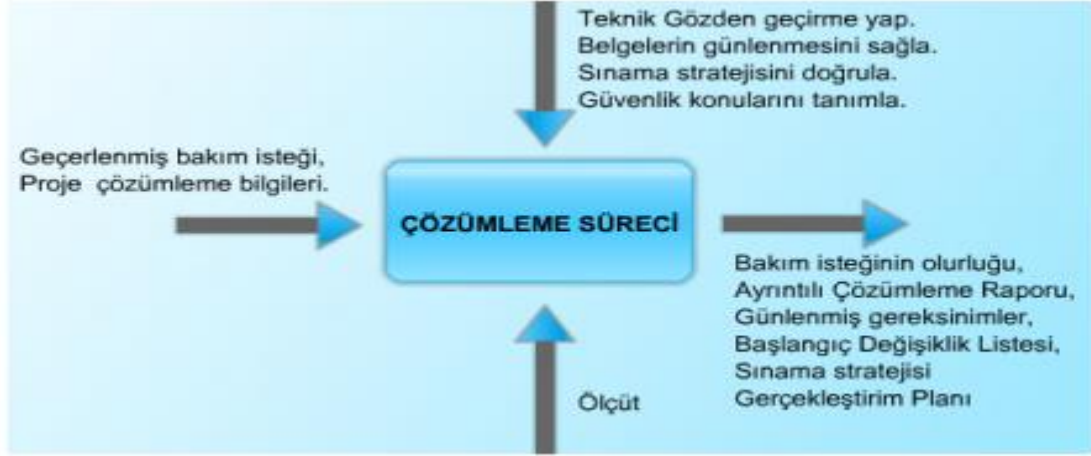 Teknik Gözden geçirme yap.
Belgelerin günlenmesini sağla.
Sınama stratejisini doğrula.
Güvenlik konularını tanımla.
Geçerlenmiş bakım isteği,
Proje çözümleme bilgileri.
ÇÖZÜMLEME SÜRECİ
Bakım isteğinin olurluğu,
Ayrıntılı Çözümleme Raporu,
Günlenmiş gereksinimler,
Başlangıç Değişiklik Listesi,
Sınama stratejisi
Gerçekleştirim Planı
Ölçüt